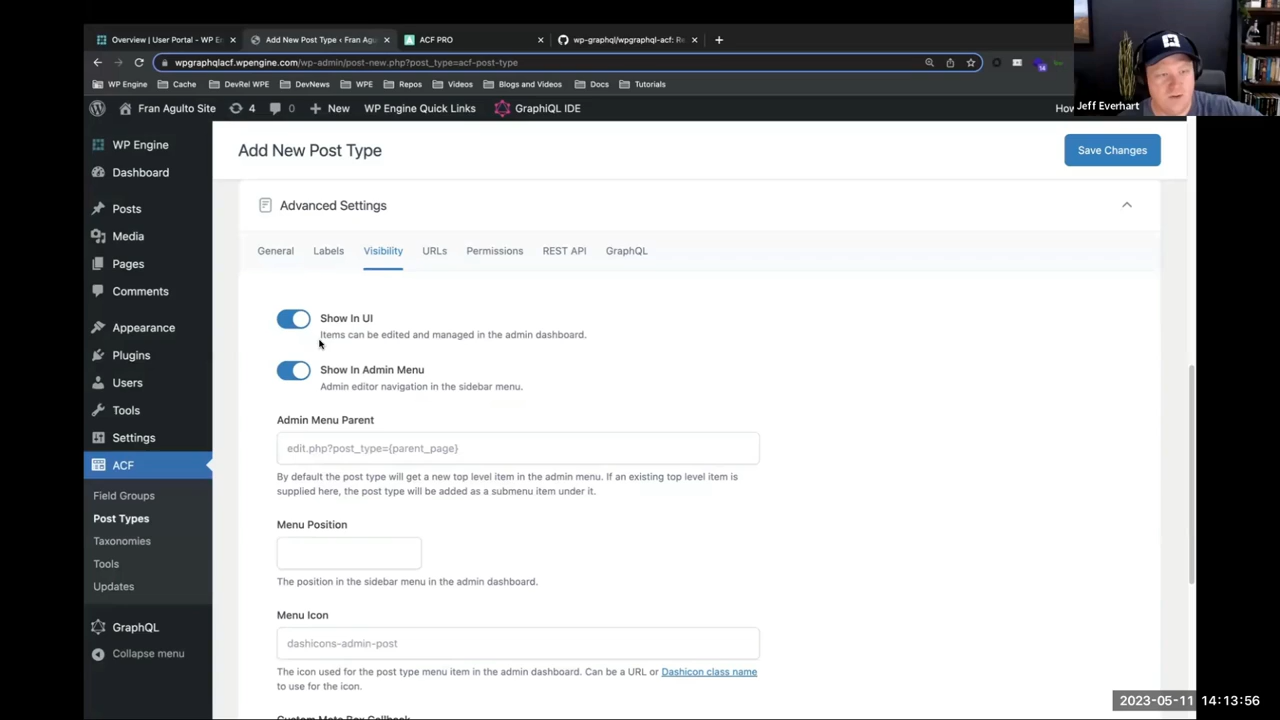 Overview | User Portal - WP En
Add New Post Type ‹ Fran Agu
ACF PRO
wp-graphql/wpgraphql-acf: Re
wpgraphqlacf.wpengine.com/wp-admin/post-new.php?post_type=acf-post-type
WP Engine
Cache
DevRel WPE
DevNews
WPE
Repos
Videos
Blogs and Videos
Docs
Tutorials
Jeff Everhart
Fran Agulto Site
4
0
New
WP Engine Quick Links
GraphiQL IDE
How
WP Engine
Dashboard
Posts
Media
Pages
Comments
Appearance
Plugins
Users
Tools
Settings
ACF
Field Groups
Post Types
Taxonomies
Tools
Updates
GraphQL
Collapse menu
Add New Post Type
Save Changes
Advanced Settings
General
Labels
Visibility
URLs
Permissions
REST API
GraphQL
Show In UI
Items can be edited and managed in the admin dashboard.
Show In Admin Menu
Admin editor navigation in the sidebar menu.
Admin Menu Parent
edit.php?post_type={parent_page}
By default the post type will get a new top level item in the admin menu. If an existing top level item is
supplied here, the post type will be added as a submenu item under it.
Menu Position
The position in the sidebar menu in the admin dashboard.
Menu Icon
dashicons-admin-post
The icon used for the post type menu item in the admin dashboard. Can be a URL or Dashicon class name
to use for the icon.
Custom Meta Box Callback
2023-05-11 14:13:56